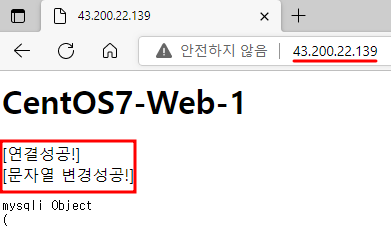 43.200.22.139
안전하지 않음
43.200.22.139
CentOS7-Web-1
[연결성공!]
[문자열 변경성공!]
mysqli Object
(